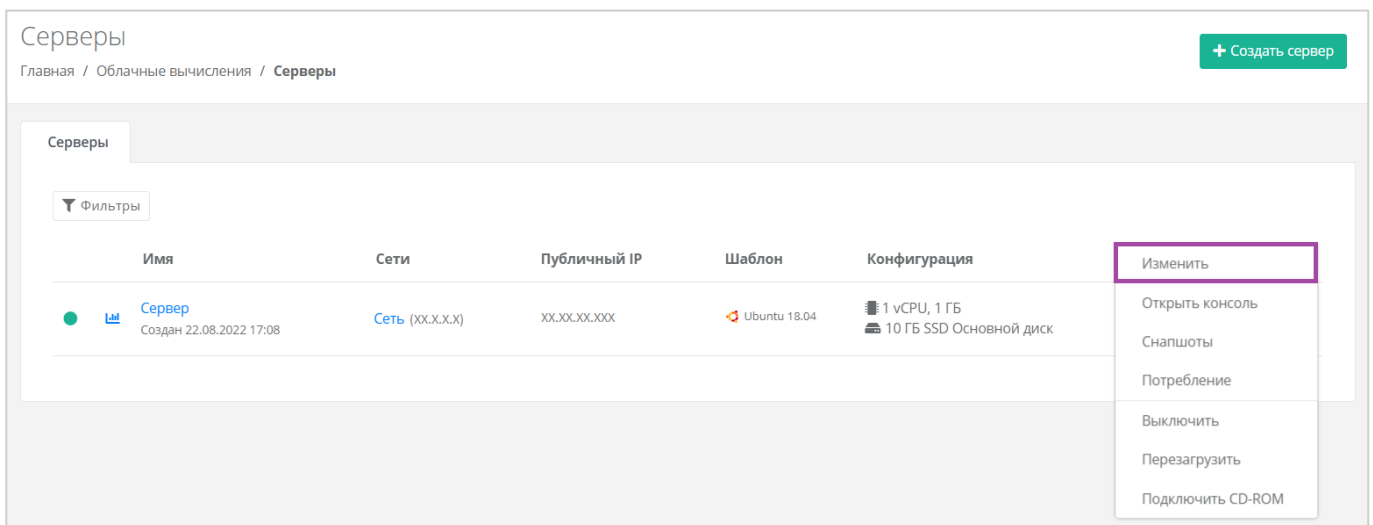 Серверы
+ Создать сервер
Главная / Облачные вычисления / Серверы
Серверы
Фильтры
Имя Сети Публичный IP Шаблон Конфигурация
Сервер
Создан 22.08.2022 17:08
Сеть (XX.X.X.X)
XX.XX.XX.XXX
Ubuntu 18.04
1 vCPU, 1 ГБ
10 ГБ SSD Основной диск
Изменить
Открыть консоль
Снапшоты
Потребление
Выключить
Перезагрузить
Подключить CD-ROM